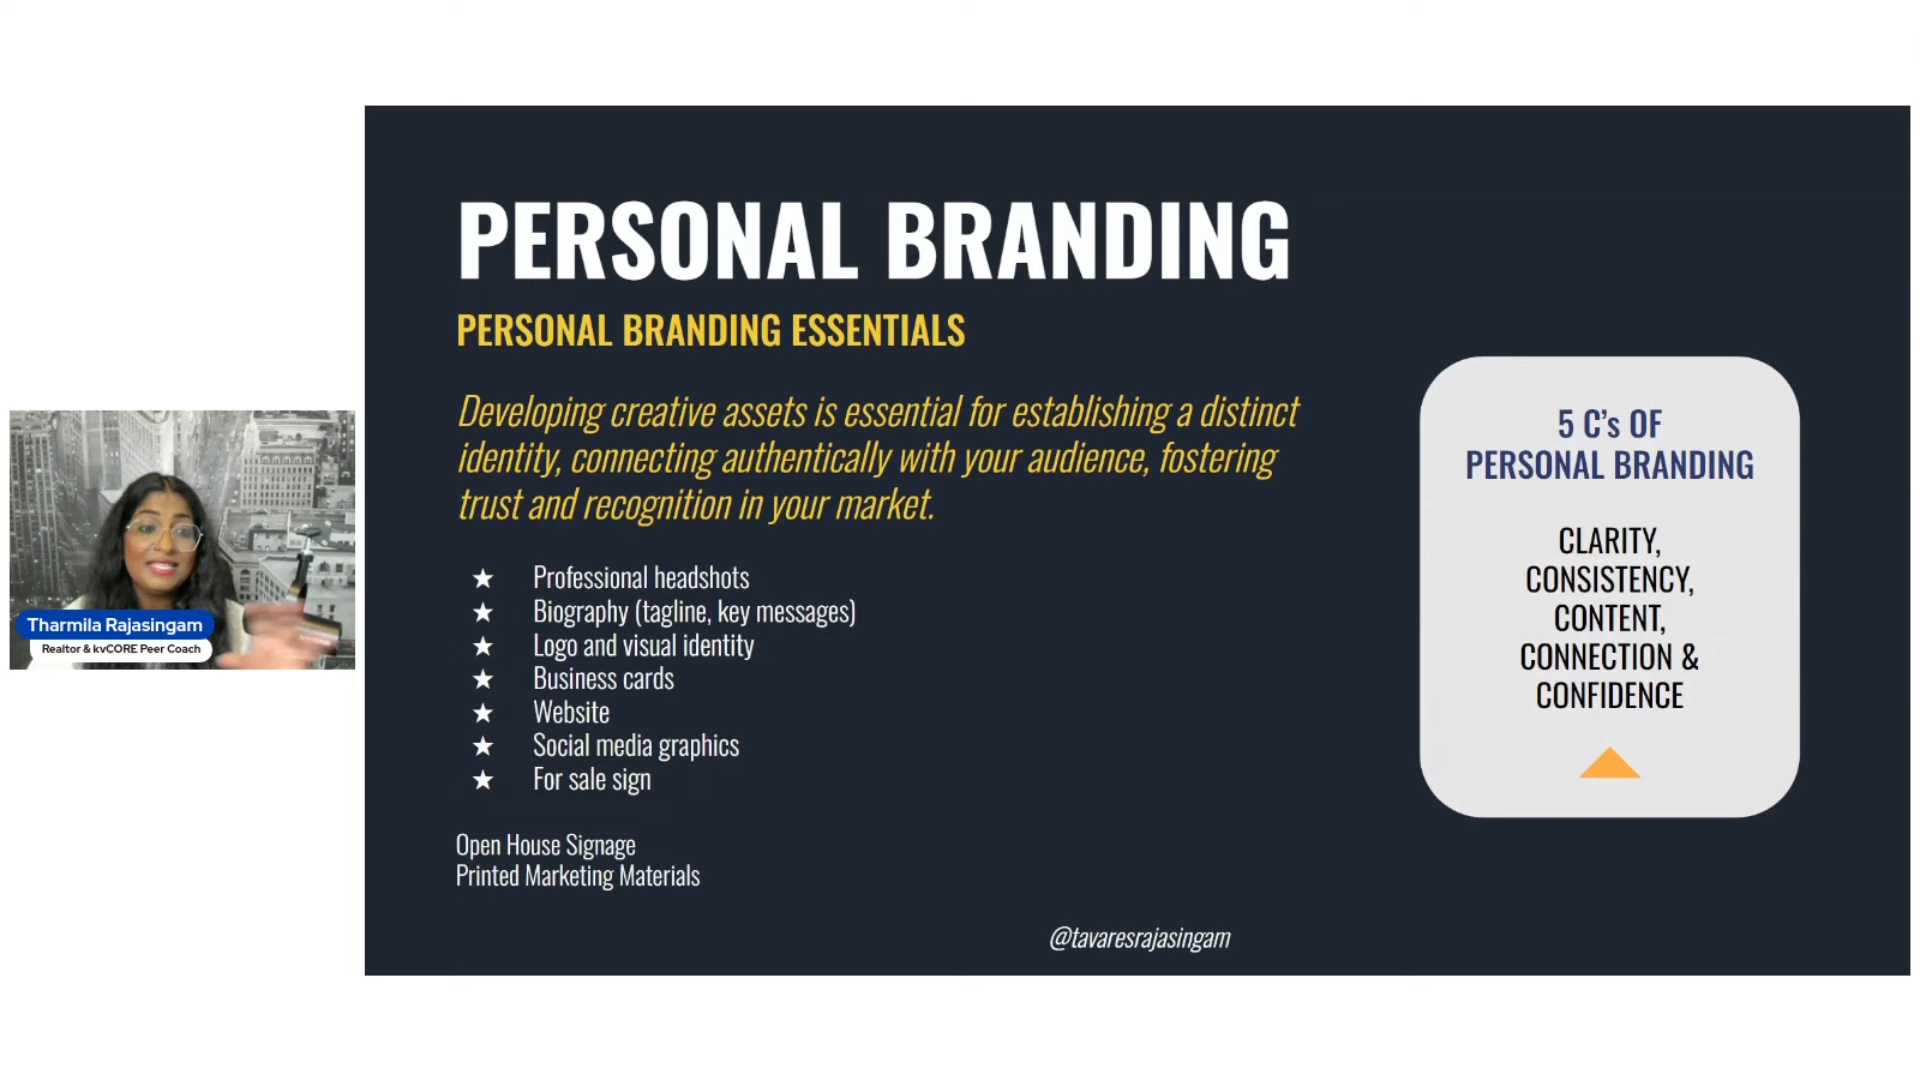 PERSONAL BRANDING
PERSONAL BRANDING ESSENTIALS
Developing creative assets is essential for establishing a distinct
identity, connecting authentically with your audience, fostering
trust and recognition in your market.
★ Professional headshots
★ Biography (tagline, key messages)
★ Logo and visual identity
★ Business cards
★ Website
★ Social media graphics
★ For sale sign
Open House Signage
Printed Marketing Materials
@tavaresrajasingam
5 C's OF
PERSONAL BRANDING
CLARITY,
CONSISTENCY,
CONTENT,
CONNECTION &
CONFIDENCE
Tharmila Rajasingam
Realtor & kvCORE Peer Coach